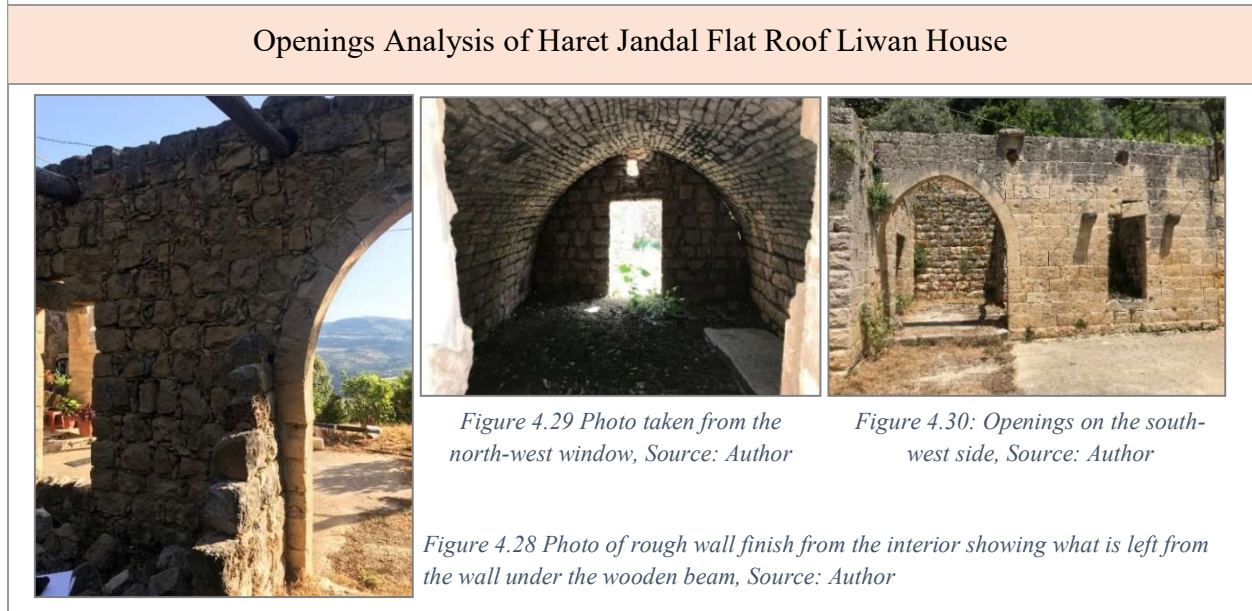 Openings Analysis of Haret Jandal Flat Roof Liwan House
Figure 4.29 Photo taken from the
north-west window, Source: Author
Figure 4.30: Openings on the south-
west side, Source: Author
Figure 4.28 Photo of rough wall finish from the interior showing what is left from
the wall under the wooden beam, Source: Author